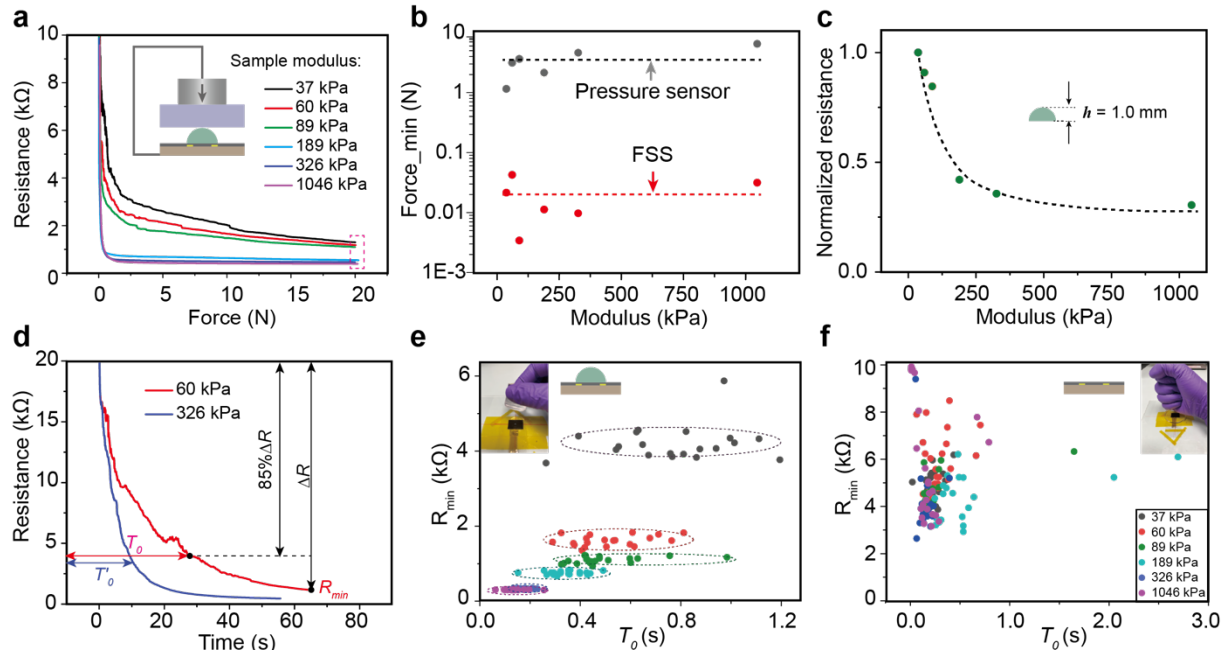 a
Resistance (kΩ)
10
8
6
4
2
0
0
5
10
15
20
Force (N)
Sample modulus:
37 kPa
60 kPa
89 kPa
189 kPa
326 kPa
1046 kPa
b
Force_min (N)
10
1
0.1
0.01
1E-3
0
250
500
750
1000
Modulus (kPa)
Pressure sensor
FSS
c
Normalized resistance
1.0
0.5
0.0
0
250
500
750
1000
Modulus (kPa)
h = 1.0 mm
d
Resistance (kΩ)
20
15
10
5
0
0
20
40
60
80
Time (s)
60 kPa
326 kPa
85%ΔR
ΔR
T0
T'0
Rmin
e
Rmin (kΩ)
6
4
2
0
0.0
0.2
0.4
0.6
0.8
1.0
1.2
T0 (s)
f
Rmin (kΩ)
10
8
6
4
2
0
0.0
1.0
2.0
3.0
T0 (s)
37 kPa
60 kPa
89 kPa
189 kPa
326 kPa
1046 kPa